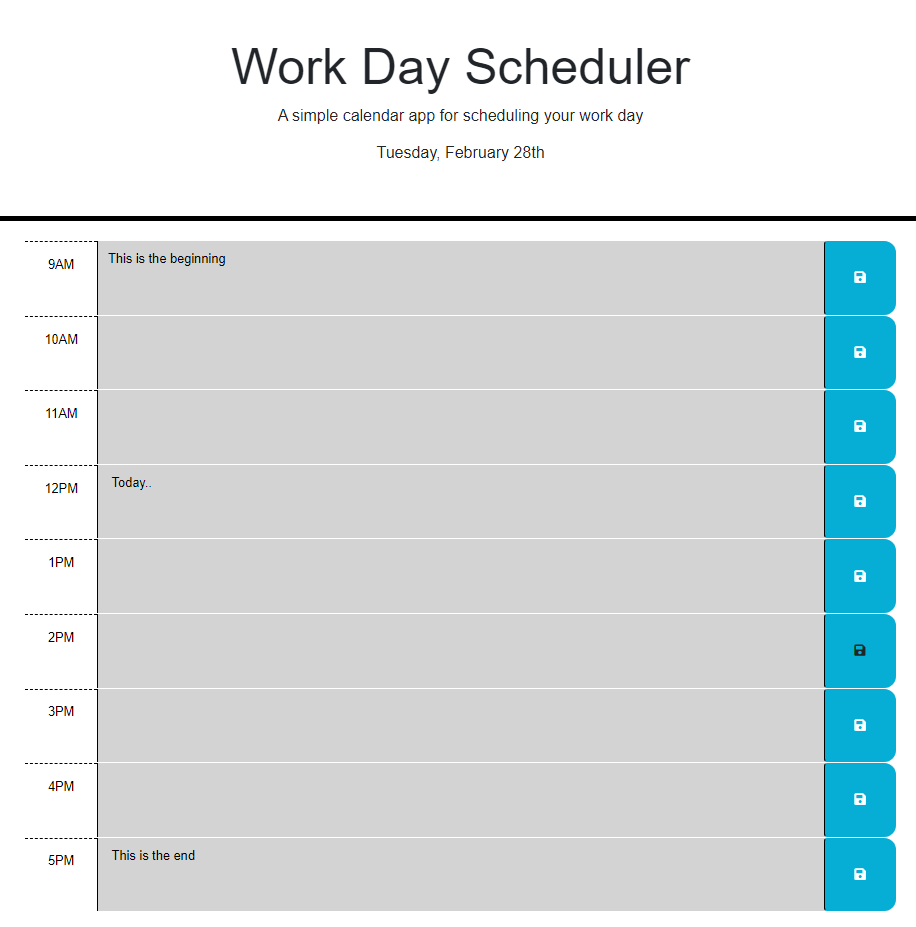 Work Day Scheduler
A simple calendar app for scheduling your work day
Tuesday, February 28th
9AM
This is the beginning
10AM
11AM
12PM
Today..
1PM
2PM
3PM
4PM
5PM
This is the end